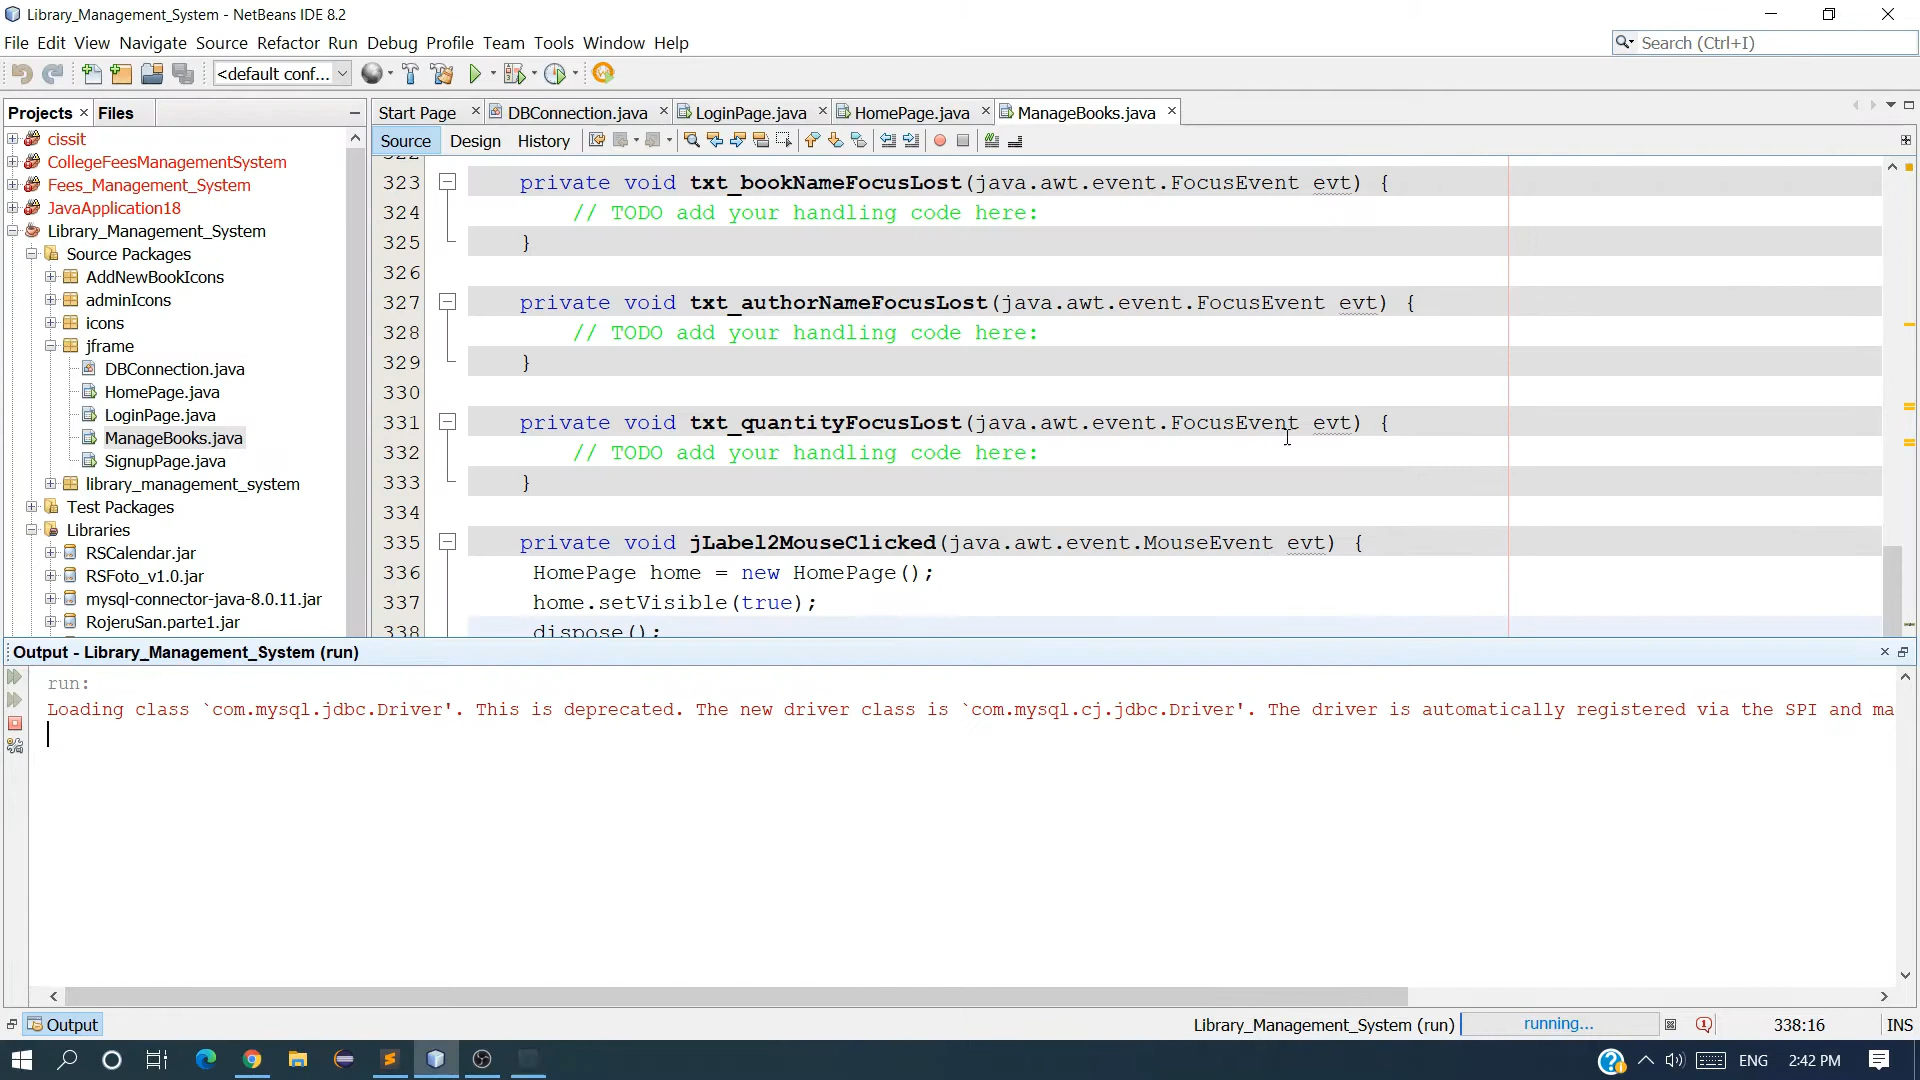 Library_Management_System - NetBeans IDE 8.2
File Edit View Navigate Source Refactor Run Debug Profile Team Tools Window Help
Search (Ctrl+I)
<default conf...
Projects Files
Start Page DBConnection.java LoginPage.java HomePage.java ManageBooks.java
Source Design History
cissit
CollegeFeesManagementSystem
Fees_Management_System
JavaApplication18
Library_Management_System
Source Packages
AddNewBookIcons
adminIcons
icons
jframe
DBConnection.java
HomePage.java
LoginPage.java
ManageBooks.java
SignupPage.java
library_management_system
Test Packages
Libraries
RSCalendar.jar
RSFoto_v1.0.jar
mysql-connector-java-8.0.11.jar
RojeruSan.parte1.jar
322
323 private void txt_bookNameFocusLost(java.awt.event.FocusEvent evt) {
324 // TODO add your handling code here:
325 }
326
327 private void txt_authorNameFocusLost(java.awt.event.FocusEvent evt) {
328 // TODO add your handling code here:
329 }
330
331 private void txt_quantityFocusLost(java.awt.event.FocusEvent evt) {
332 // TODO add your handling code here:
333 }
334
335 private void jLabel2MouseClicked(java.awt.event.MouseEvent evt) {
336 HomePage home = new HomePage();
337 home.setVisible(true);
338 dispose();
Output - Library_Management_System (run)
run:
Loading class `com.mysql.jdbc.Driver'. This is deprecated. The new driver class is `com.mysql.cj.jdbc.Driver'. The driver is automatically registered via the SPI and ma
Output
Library_Management_System (run) running... 338:16 INS
ENG 2:42 PM